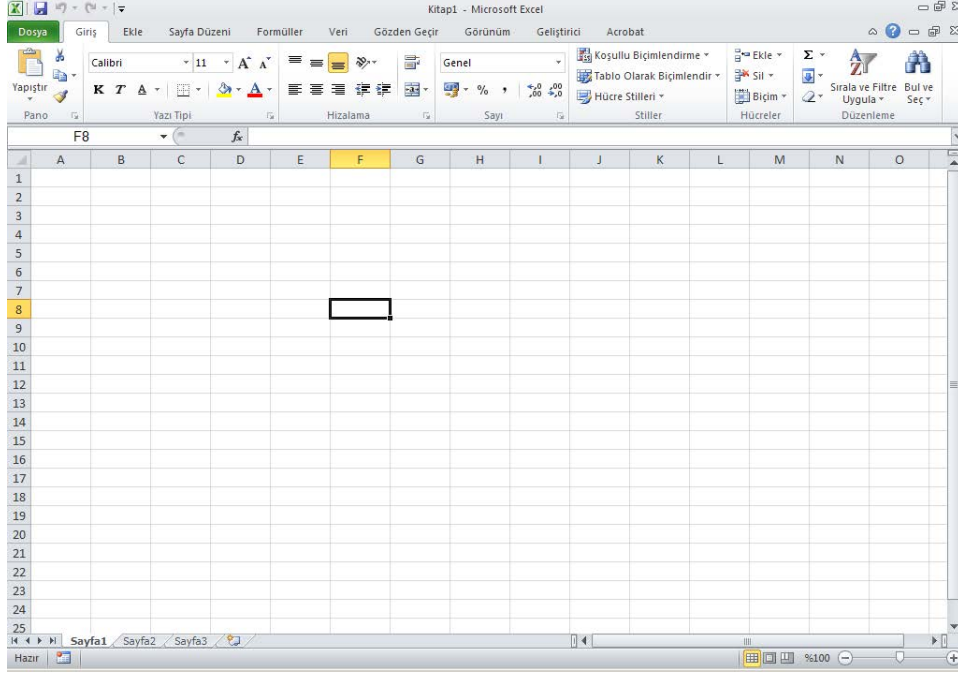 Kitap1 - Microsoft Excel
Dosya Giriş Ekle Sayfa Düzeni Formüller Veri Gözden Geçir Görünüm Geliştirici Acrobat
Yapıştır
Calibri 11 A A
K T A A
Genel
% , ,0 ,00 ,00 ,0
Koşullu Biçimlendirme
Tablo Olarak Biçimlendir
Hücre Stilleri
Ekle
Sil
Biçim
Σ
Sırala ve Filtre Uygula
Bul ve Seç
Pano Yazı Tipi Hizalama Sayı Stiller Hücreler Düzenleme
F8 fx
A B C D E F G H I J K L M N O
1
2
3
4
5
6
7
8
9
10
11
12
13
14
15
16
17
18
19
20
21
22
23
24
25
Sayfa1 Sayfa2 Sayfa3
Hazır %100